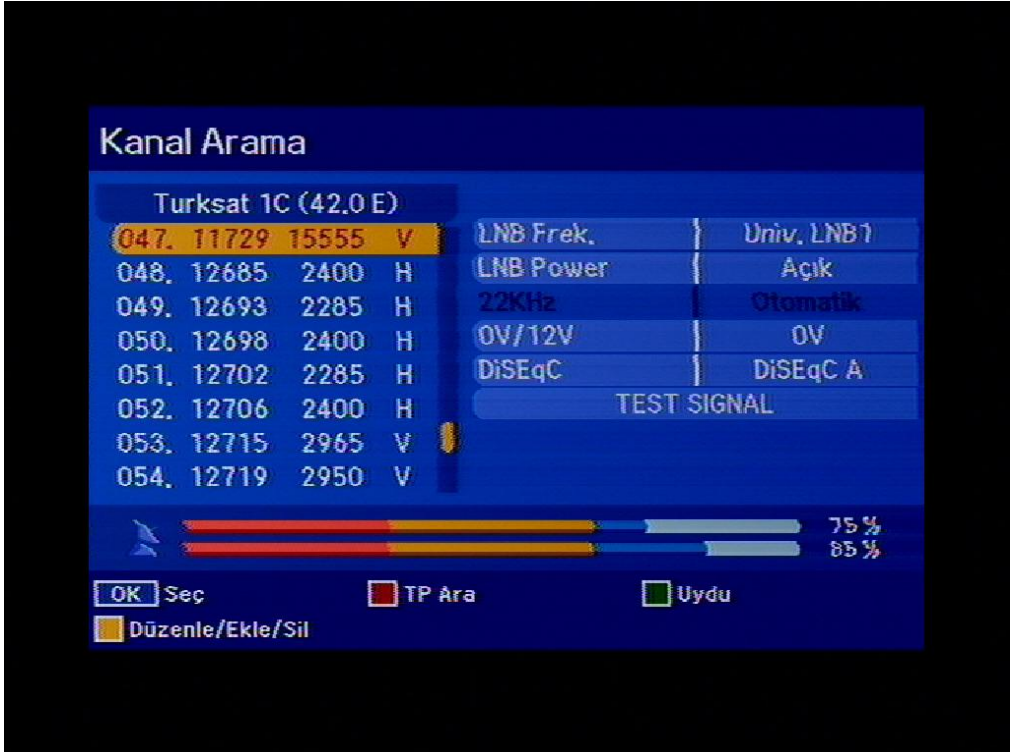 Kanal Arama
Turksat 1C (42.0 E)
047. 11729 15555 V
048. 12685 2400 H
049. 12693 2285 H
050. 12698 2400 H
051. 12702 2285 H
052. 12706 2400 H
053. 12715 2965 V
054. 12719 2950 V
LNB Frek. Univ. LNB1
LNB Power Açık
22KHz Otomatik
0V/12V 0V
DiSEqC DiSEqC A
TEST SIGNAL
75%
85%
OK Seç TP Ara Uydu
Düzenle/Ekle/Sil